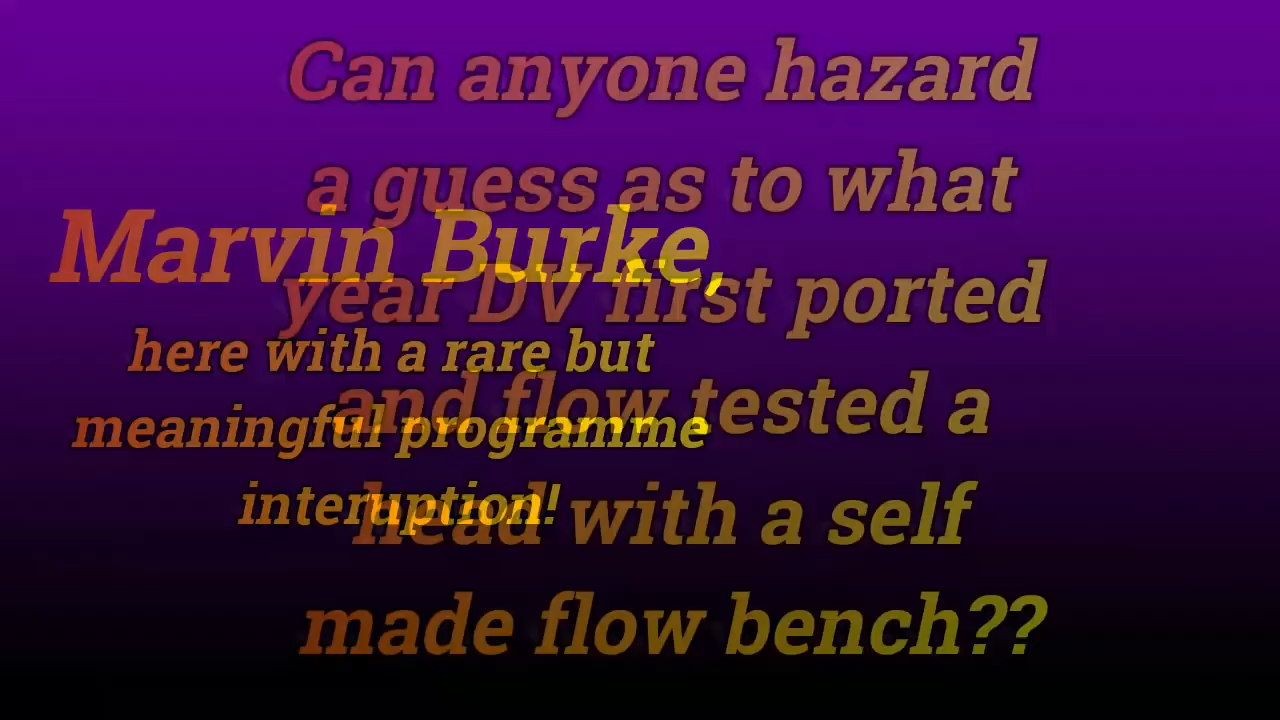 Can anyone hazard
a guess as to what
year DV first ported
and flow tested a
head with a self
made flow bench??
Marvin Burke,
here with a rare but
meaningful programme
interuption!